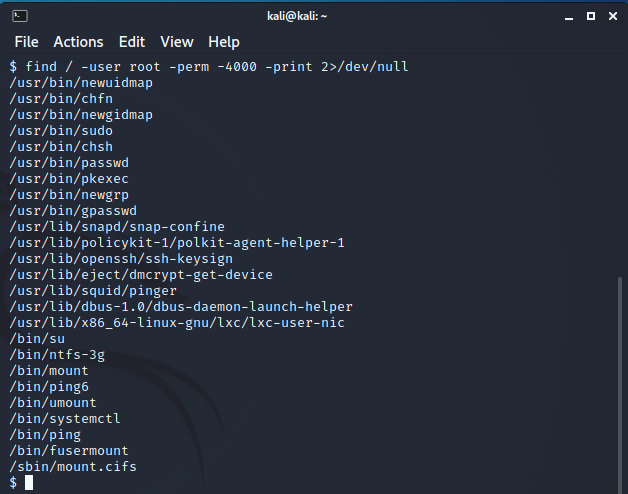 kali@kali: ~
File Actions Edit View Help
$ find / -user root -perm -4000 -print 2>/dev/null
/usr/bin/newuidmap
/usr/bin/chfn
/usr/bin/newgidmap
/usr/bin/sudo
/usr/bin/chsh
/usr/bin/passwd
/usr/bin/pkexec
/usr/bin/newgrp
/usr/bin/gpasswd
/usr/lib/snapd/snap-confine
/usr/lib/policykit-1/polkit-agent-helper-1
/usr/lib/openssh/ssh-keysign
/usr/lib/eject/dmcrypt-get-device
/usr/lib/squid/pinger
/usr/lib/dbus-1.0/dbus-daemon-launch-helper
/usr/lib/x86_64-linux-gnu/lxc/lxc-user-nic
/bin/su
/bin/ntfs-3g
/bin/mount
/bin/ping6
/bin/umount
/bin/systemctl
/bin/ping
/bin/fusermount
/sbin/mount.cifs
$